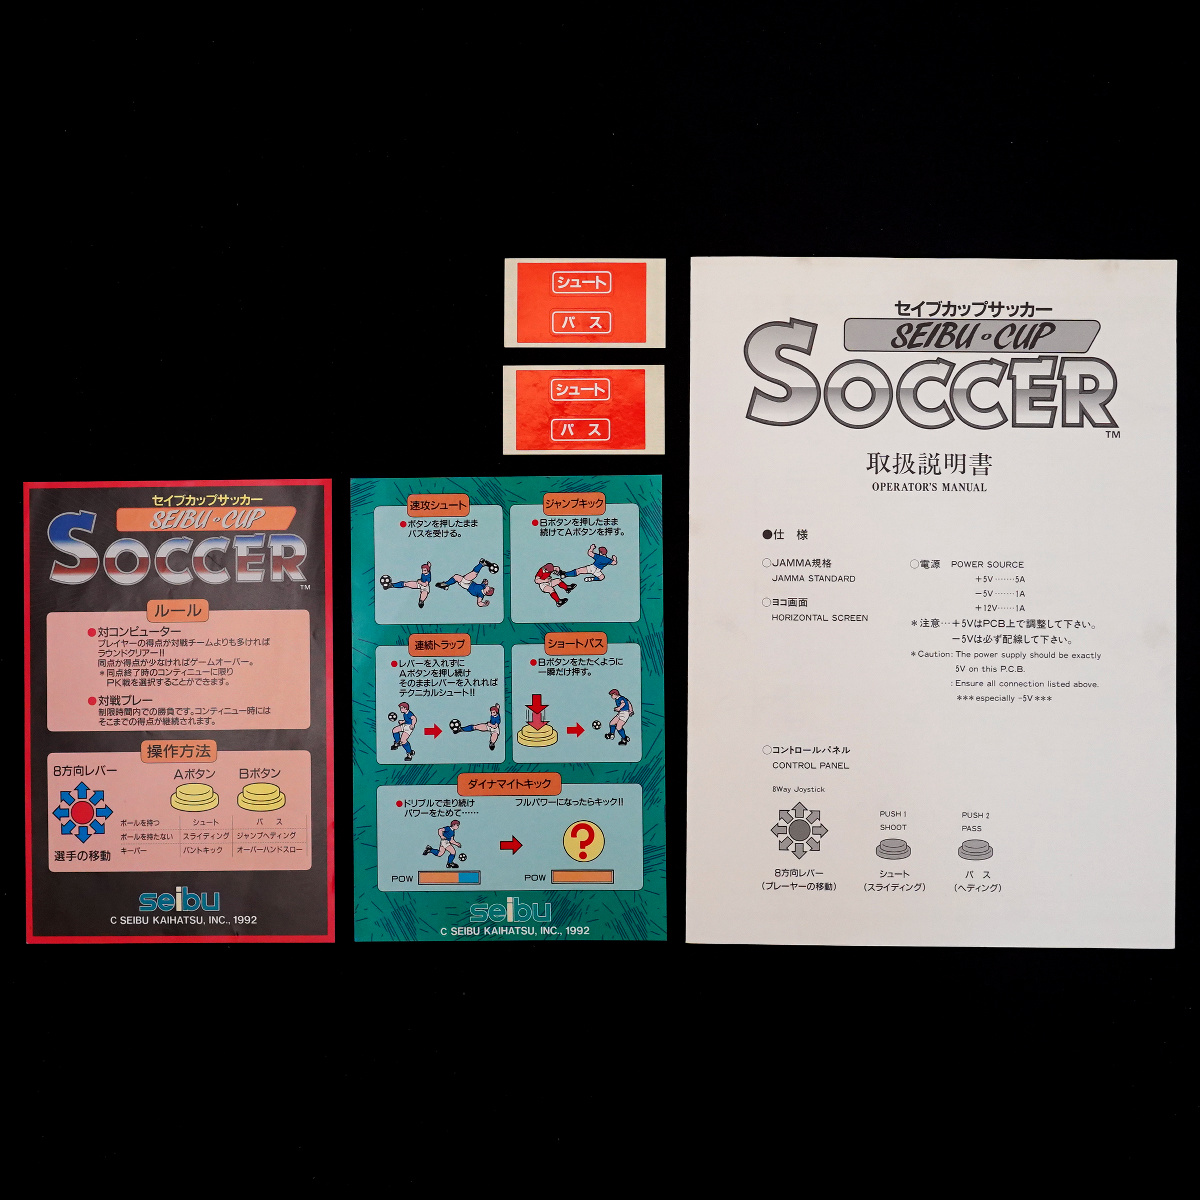 シュート
パス
シュート
パス
セイブカップサッカー
SEIBU CUP
SOCCER
TM
ルール
●対コンピューター
プレイヤーの得点が対戦チームよりも多ければ
ラウンドクリアー!!
同点か得点が少なければゲームオーバー。
＊同点終了時のコンティニューに限り
PK戦を選択することができます。
●対戦プレー
制限時間内での勝負です。コンティニュー時には
そこまでの得点が継続されます。
操作方法
8方向レバー
Aボタン
Bボタン
ボールを持つ シュート パス
ボールを持たない スライディング ジャンプヘディング
キーパー パントキック オーバーハンドスロー
選手の移動
seibu
C SEIBU KAIHATSU, INC., 1992
速攻シュート
●ボタンを押したまま
パスを受ける。
ジャンプキック
●Bボタンを押したまま
続けてAボタンを押す。
連続トラップ
●レバーを入れずに
Aボタンを押し続け
そのままレバーを入れれば
テクニカルシュート!!
ショートパス
●Bボタンをたたくように
一瞬だけ押す。
ダイナマイトキック
●ドリブルで走り続け
パワーをためて……
フルパワーになったらキック!!
?
POW
POW
seibu
C SEIBU KAIHATSU, INC., 1992
セイブカップサッカー
SEIBU CUP
SOCCER
TM
取扱説明書
OPERATOR'S MANUAL
●仕様
○JAMMA規格
JAMMA STANDARD
○ヨコ画面
HORIZONTAL SCREEN
○電源 POWER SOURCE
+5V……5A
−5V……1A
+12V……1A
＊注意…+5VはPCB上で調整して下さい。
−5Vは必ず配線して下さい。
＊Caution: The power supply should be exactly
5V on this P.C.B.
: Ensure all connection listed above.
＊＊＊especially -5V＊＊＊
○コントロールパネル
CONTROL PANEL
8Way Joystick
8方向レバー
(プレーヤーの移動)
PUSH 1
SHOOT
シュート
(スライディング)
PUSH 2
PASS
パス
(ヘディング)